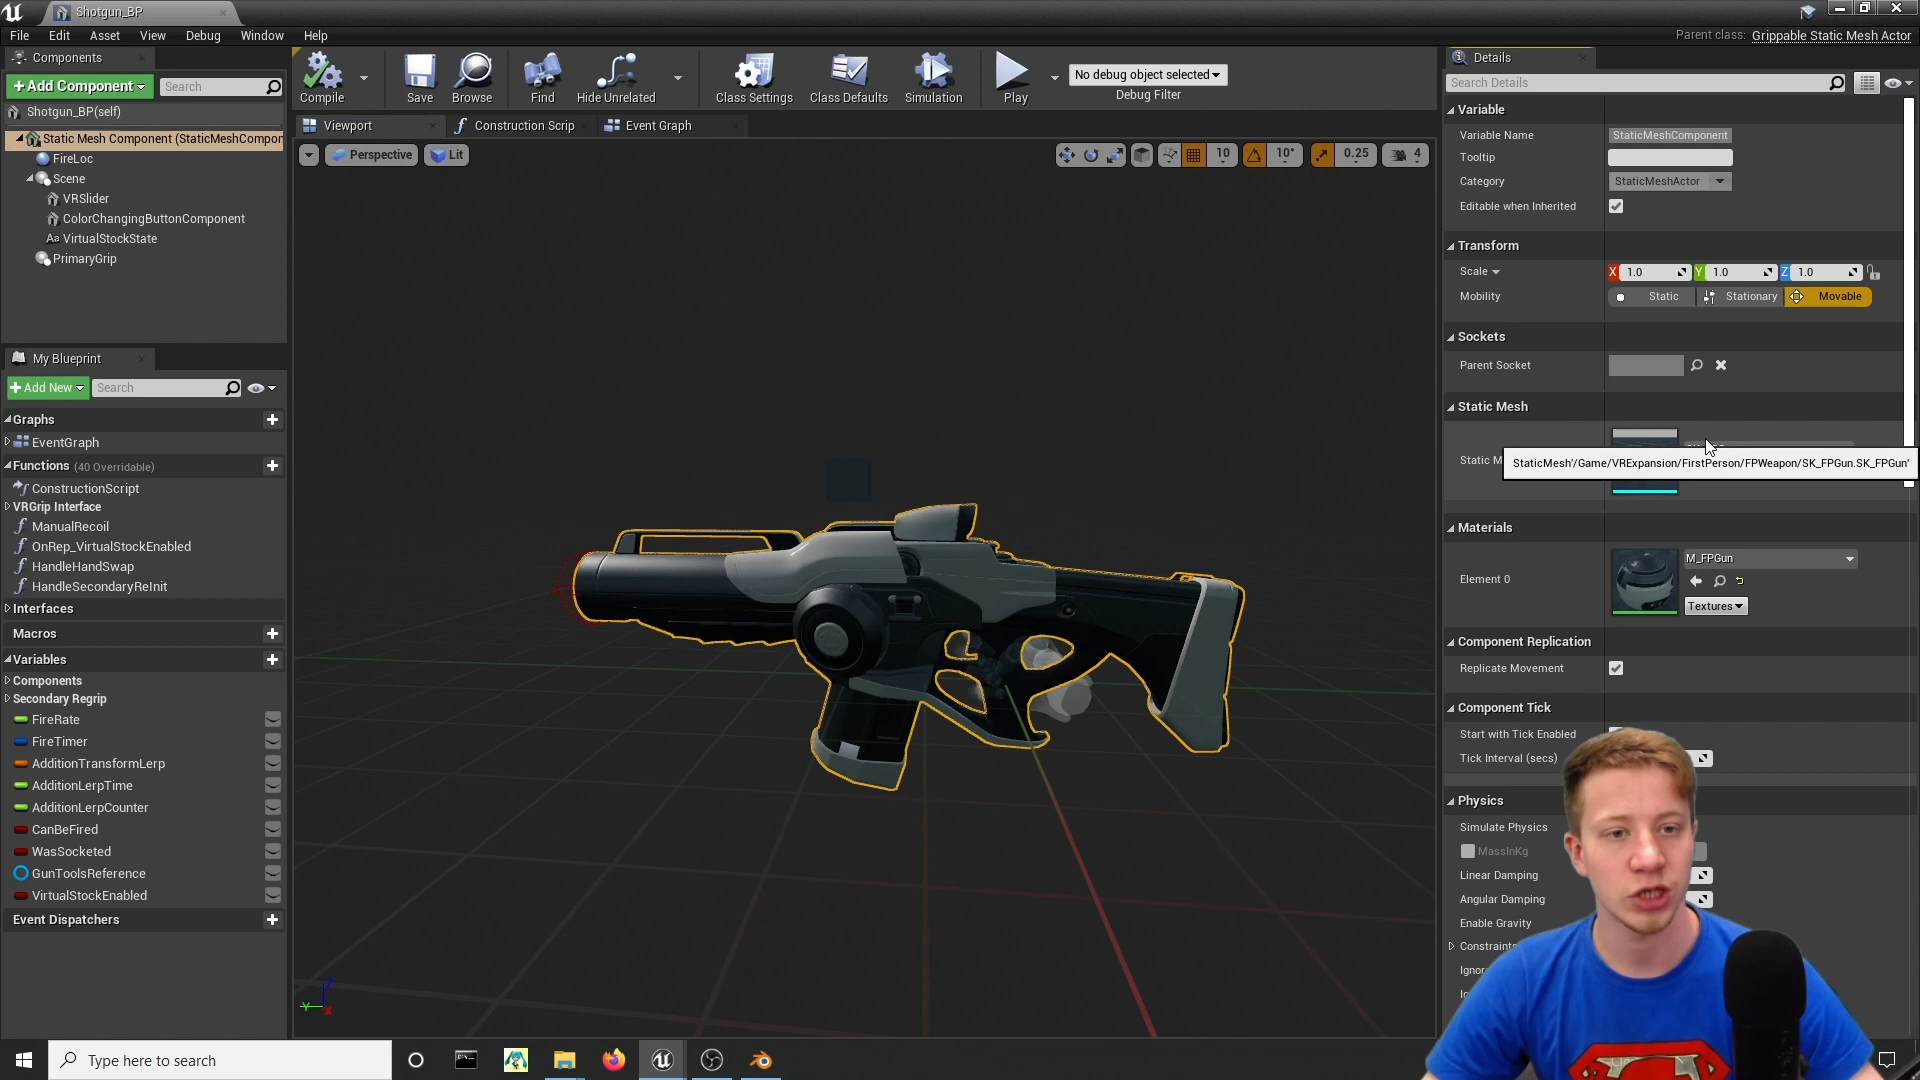 Shotgun_BP
File Edit Asset View Debug Window Help
Parent class: Grippable Static Mesh Actor
Components
+ Add Component
Search
Shotgun_BP(self)
Static Mesh Component (StaticMeshCompor
FireLoc
Scene
VRSlider
ColorChangingButtonComponent
VirtualStockState
PrimaryGrip
My Blueprint
+ Add New
Search
Graphs
EventGraph
Functions (40 Overridable)
ConstructionScript
VRGrip Interface
ManualRecoil
OnRep_VirtualStockEnabled
HandleHandSwap
HandleSecondaryReInit
Interfaces
Macros
Variables
Components
Secondary Regrip
FireRate
FireTimer
AdditionTransformLerp
AdditionLerpTime
AdditionLerpCounter
CanBeFired
WasSocketed
GunToolsReference
VirtualStockEnabled
Event Dispatchers
Compile Save Browse Find Hide Unrelated Class Settings Class Defaults Simulation Play
No debug object selected
Debug Filter
Viewport
Construction Scrip
Event Graph
Perspective
Lit
10 10° 0.25 4
Y Z X
Details
Search Details
Variable
Variable Name StaticMeshComponent
Tooltip
Category StaticMeshActor
Editable when Inherited
Transform
Scale X 1.0 Y 1.0 Z 1.0
Mobility Static Stationary Movable
Sockets
Parent Socket
Static Mesh
Static M
StaticMesh'/Game/VRExpansion/FirstPerson/FPWeapon/SK_FPGun.SK_FPGun'
Materials
Element 0
M_FPGun
Textures
Component Replication
Replicate Movement
Component Tick
Start with Tick Enabled
Tick Interval (secs)
Physics
Simulate Physics
MassInKg
Linear Damping
Angular Damping
Enable Gravity
Constraints
Ignor
Type here to search